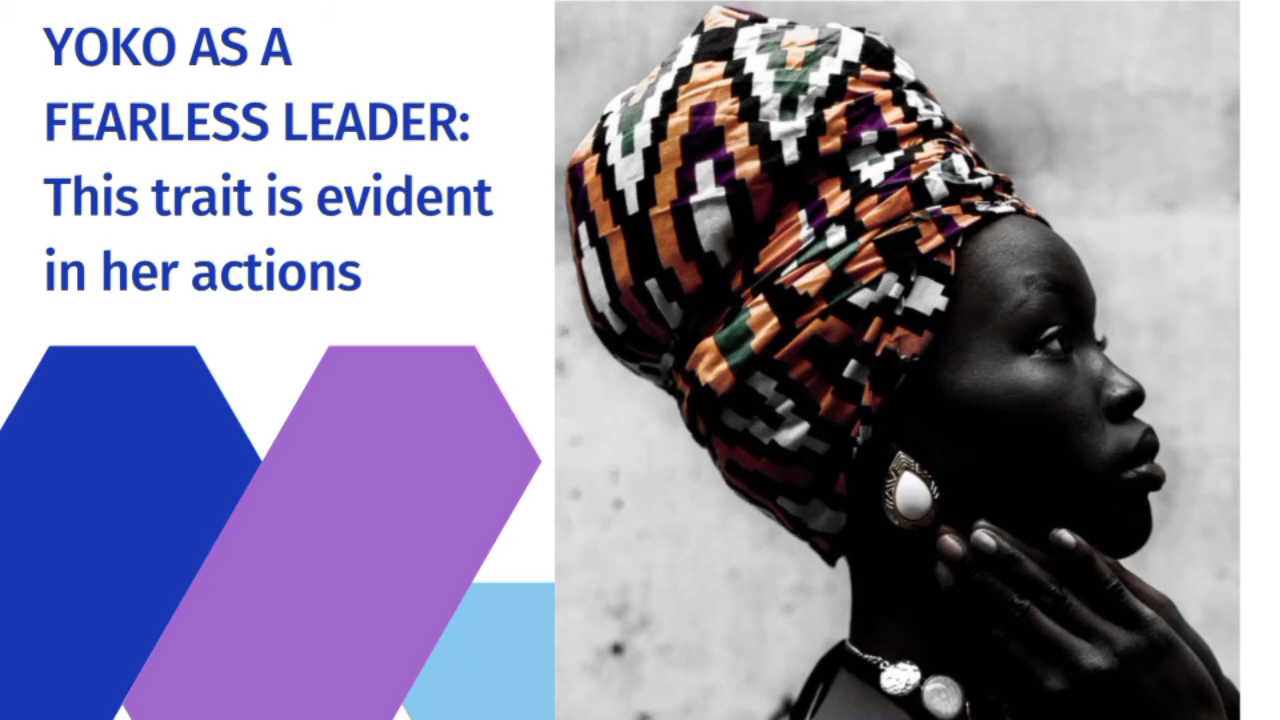 YOKO AS A
FEARLESS LEADER:
This trait is evident
in her actions